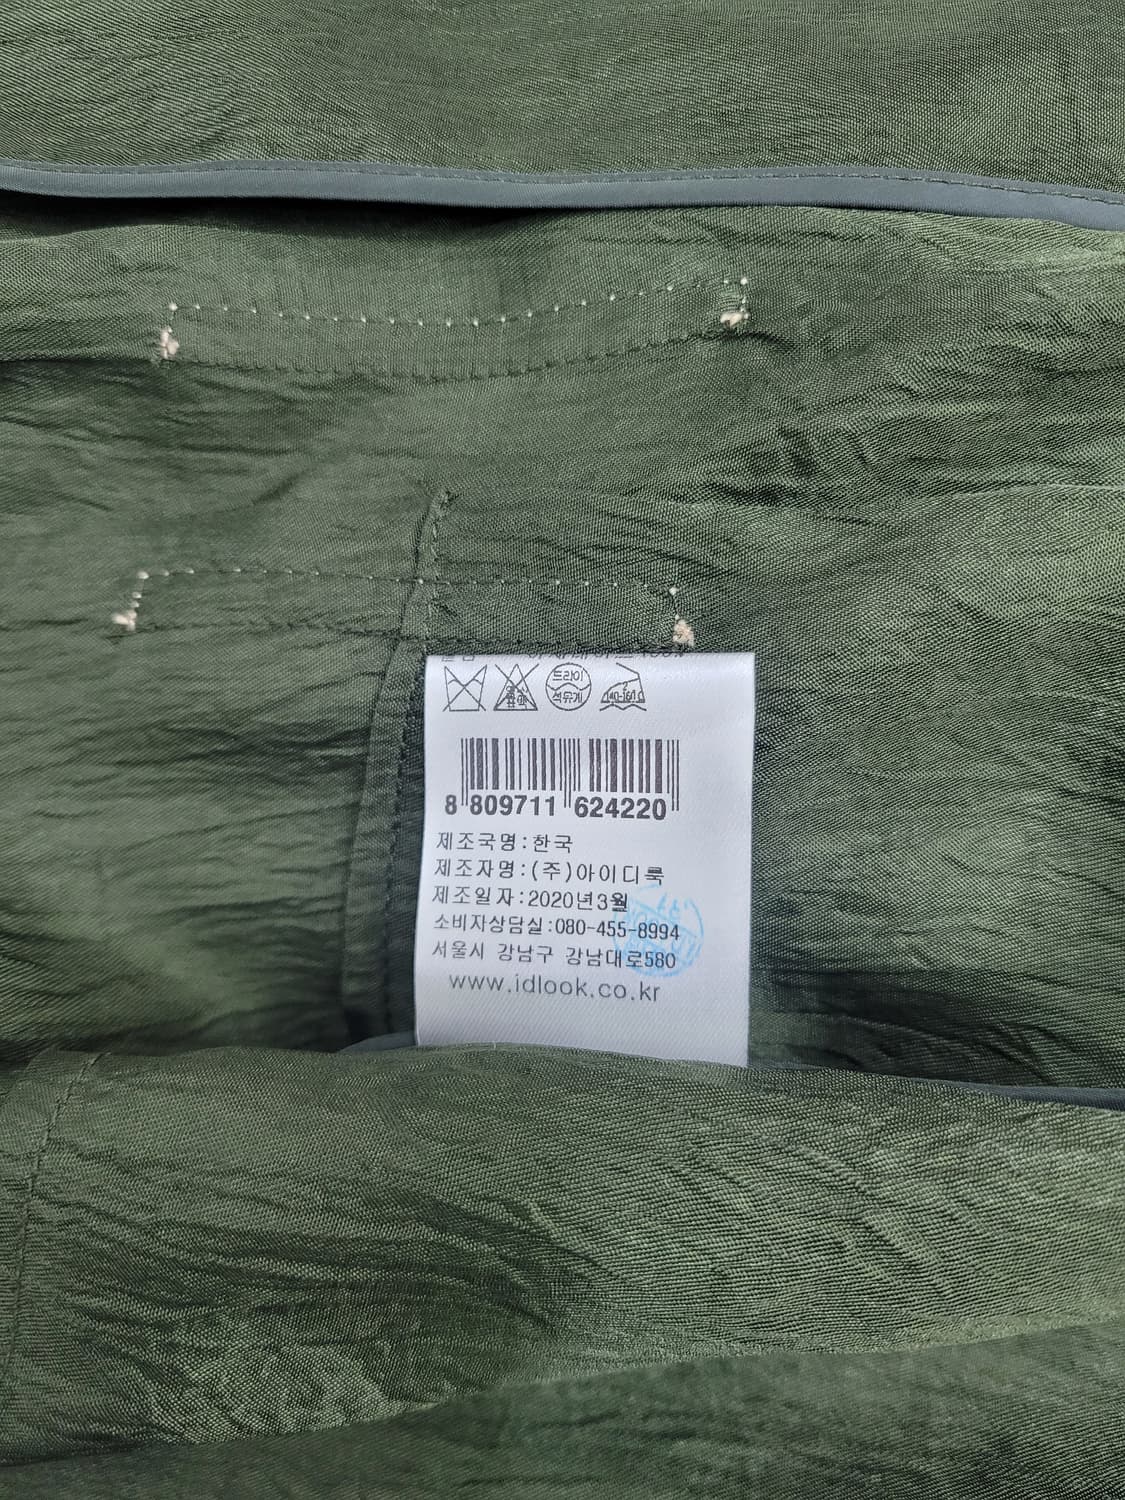 드라이
석유계
140~160℃
8 809711 624220
제조국명:한국
제조자명:(주)아이디룩
제조일자:2020년3월
소비자상담실:080-455-8994
서울시 강남구 강남대로580
www.idlook.co.kr